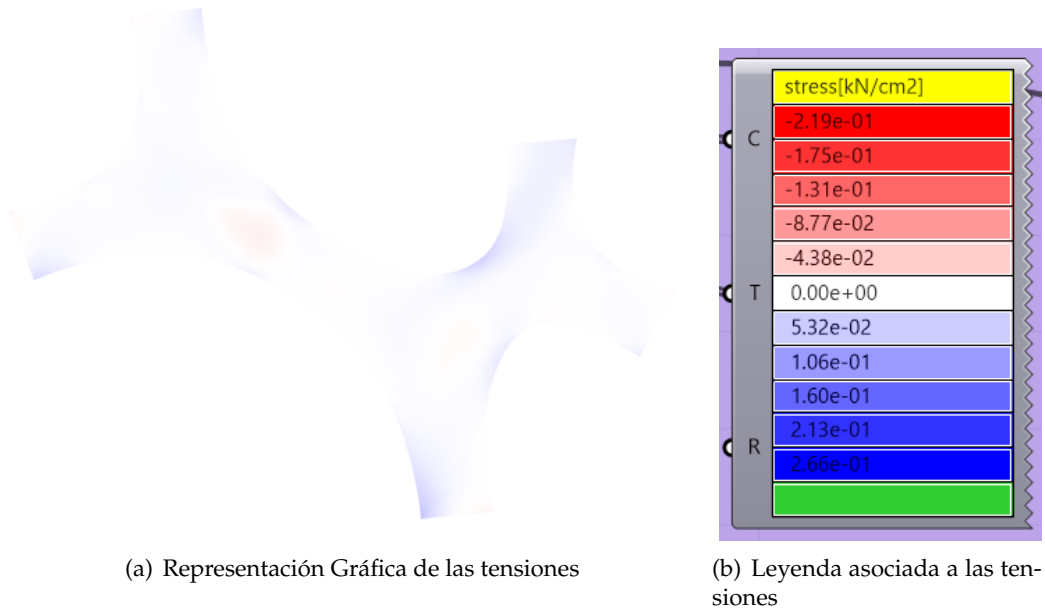 stress[kN/cm2]
-2.19e-01
-1.75e-01
-1.31e-01
-8.77e-02
-4.38e-02
0.00e+00
5.32e-02
1.06e-01
1.60e-01
2.13e-01
2.66e-01
C
T
R
(a) Representación Gráfica de las tensiones
(b) Leyenda asociada a las ten-
siones